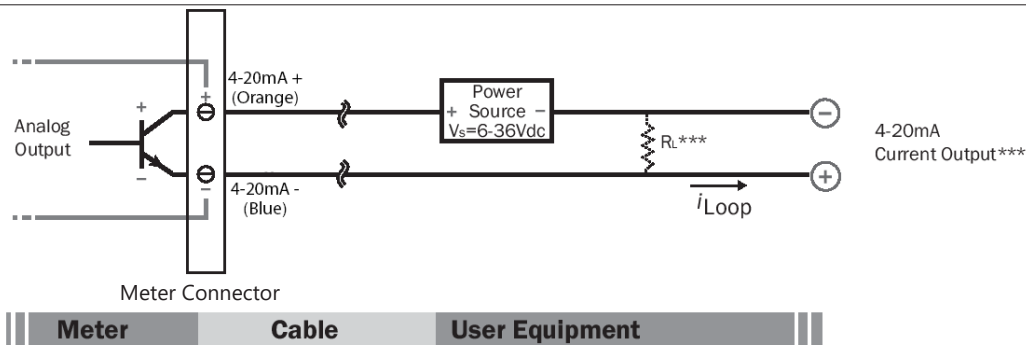 4-20mA +
(Orange)
Power
+ Source −
Vs=6-36Vdc
Analog
Output
+
−
+
−
RL***
4-20mA
Current Output***
−
+
4-20mA -
(Blue)
iLoop
Meter Connector
Meter
Cable
User Equipment